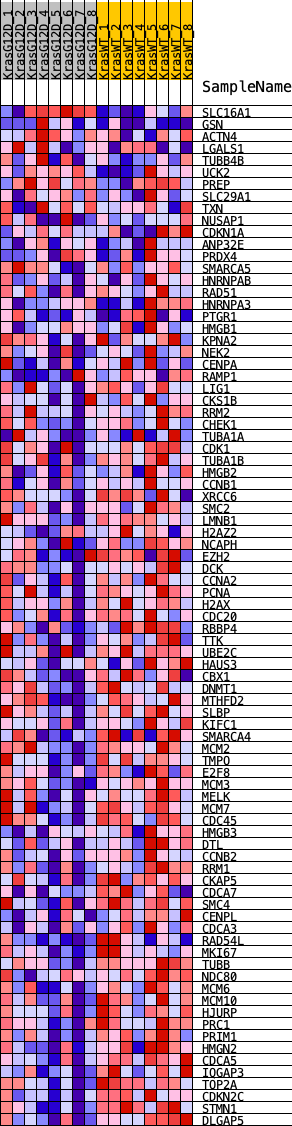 KrasG12D_1
KrasG12D_2
KrasG12D_3
KrasG12D_4
KrasG12D_5
KrasG12D_6
KrasG12D_7
KrasG12D_8
KrasWT_1
KrasWT_2
KrasWT_3
KrasWT_4
KrasWT_5
KrasWT_6
KrasWT_7
KrasWT_8
SampleName
SLC16A1
GSN
ACTN4
LGALS1
TUBB4B
UCK2
PREP
SLC29A1
TXN
NUSAP1
CDKN1A
ANP32E
PRDX4
SMARCA5
HNRNPAB
RAD51
HNRNPA3
PTGR1
HMGB1
KPNA2
NEK2
CENPA
RAMP1
LIG1
CKS1B
RRM2
CHEK1
TUBA1A
CDK1
TUBA1B
HMGB2
CCNB1
XRCC6
SMC2
LMNB1
H2AZ2
NCAPH
EZH2
DCK
CCNA2
PCNA
H2AX
CDC20
RBBP4
TTK
UBE2C
HAUS3
CBX1
DNMT1
MTHFD2
SLBP
KIFC1
SMARCA4
MCM2
TMPO
E2F8
MCM3
MELK
MCM7
CDC45
HMGB3
DTL
CCNB2
RRM1
CKAP5
CDCA7
SMC4
CENPL
CDCA3
RAD54L
MKI67
TUBB
NDC80
MCM6
MCM10
HJURP
PRC1
PRIM1
HMGN2
CDCA5
IQGAP3
TOP2A
CDKN2C
STMN1
DLGAP5